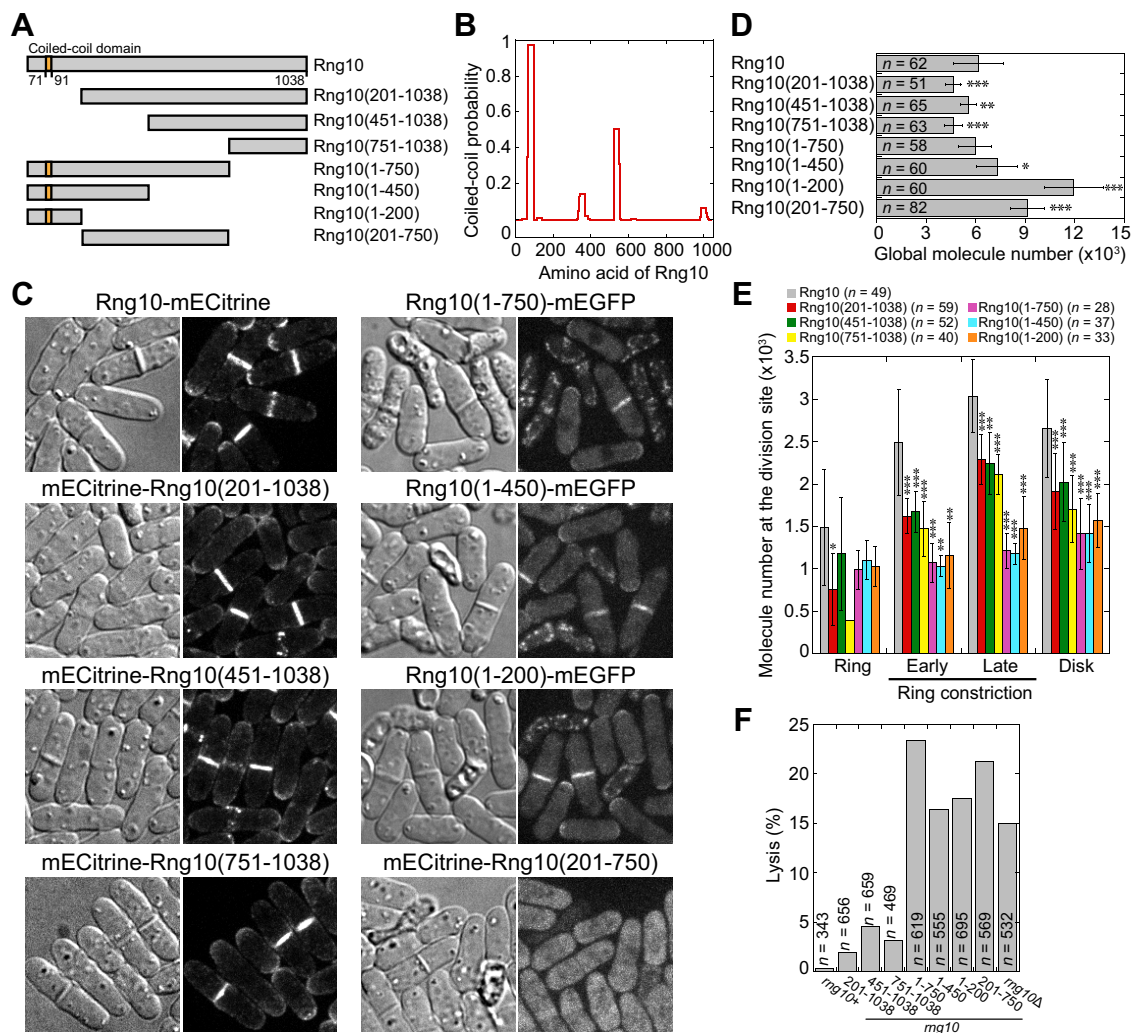 A
Coiled-coil domain
Rng10
71 91 1038
Rng10(201-1038)
Rng10(451-1038)
Rng10(751-1038)
Rng10(1-750)
Rng10(1-450)
Rng10(1-200)
Rng10(201-750)
B
Coiled-coil probability
1
0.8
0.6
0.4
0.2
0
0 200 400 600 800 1000
Amino acid of Rng10
D
Rng10 n = 62
Rng10(201-1038) n = 51 ***
Rng10(451-1038) n = 65 **
Rng10(751-1038) n = 63 ***
Rng10(1-750) n = 58
Rng10(1-450) n = 60 *
Rng10(1-200) n = 60 ***
Rng10(201-750) n = 82 ***
0 3 6 9 12 15
Global molecule number (x10³)
C
Rng10-mECitrine
Rng10(1-750)-mEGFP
mECitrine-Rng10(201-1038)
Rng10(1-450)-mEGFP
mECitrine-Rng10(451-1038)
Rng10(1-200)-mEGFP
mECitrine-Rng10(751-1038)
mECitrine-Rng10(201-750)
E
Rng10 (n = 49)
Rng10(201-1038) (n = 59)
Rng10(1-750) (n = 28)
Rng10(451-1038) (n = 52)
Rng10(1-450) (n = 37)
Rng10(751-1038) (n = 40)
Rng10(1-200) (n = 33)
Molecule number at the division site (x10³)
3.5
3
2.5
2
1.5
1
0.5
0
*
*** *** *** *** ** **
*** ** *** *** *** ***
*** *** *** *** *** ***
Ring Early Late Disk
Ring constriction
F
Lysis (%)
25
20
15
10
5
0
n = 343
n = 656
n = 659
n = 469
n = 619
n = 555
n = 695
n = 569
n = 532
rng10+
201-1038
451-1038
751-1038
1-750
1-450
1-200
201-750
rng10Δ
rng10